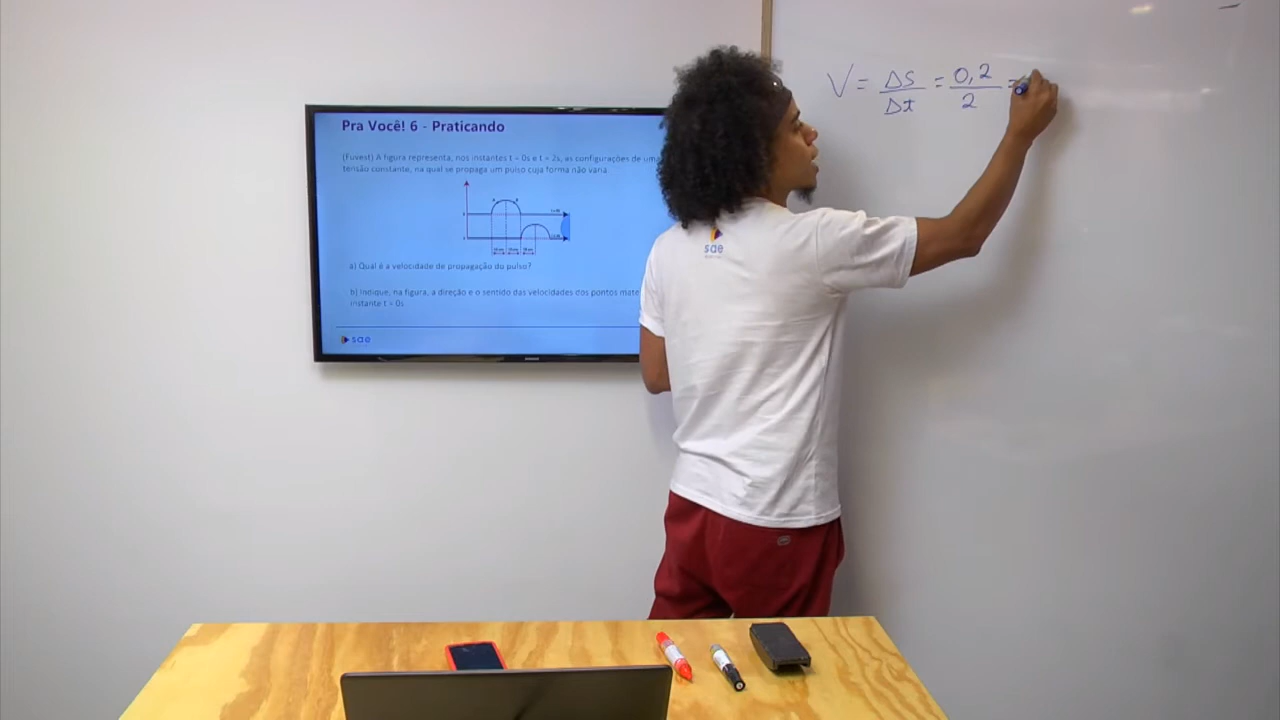 V = ΔS/Δt = 0,2/2 =
Pra Você! 6 - Praticando
(Fuvest) A figura representa, nos instantes t = 0s e t = 2s, as configurações de uma
tensão constante, na qual se propaga um pulso cuja forma não varia.
a) Qual é a velocidade de propagação do pulso?
b) Indique, na figura, a direção e o sentido das velocidades dos pontos mate
instante t = 0s
sae
sae